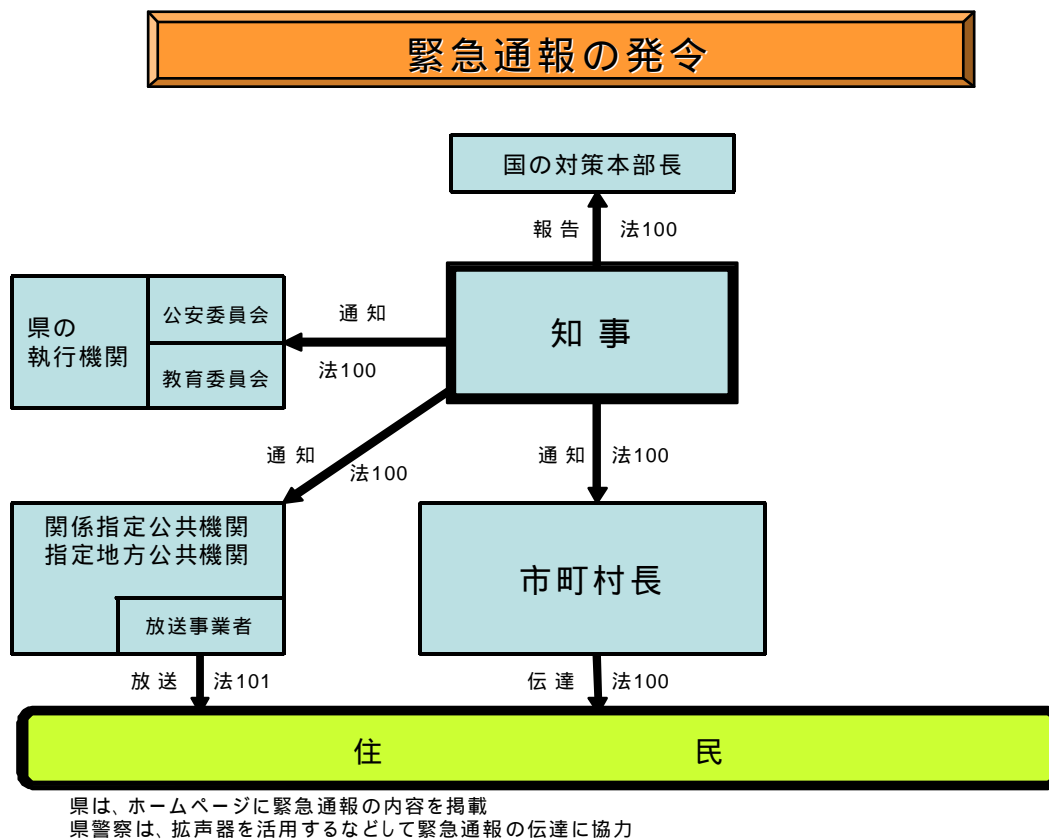 緊急通報の発令
国の対策本部長
報告 法100
知事
県の
執行機関
公安委員会
教育委員会
通知
法100
通知
法100
通知 法100
関係指定公共機関
指定地方公共機関
放送事業者
市町村長
放送 法101
伝達 法100
住民
県は、ホームページに緊急通報の内容を掲載
県警察は、拡声器を活用するなどして緊急通報の伝達に協力